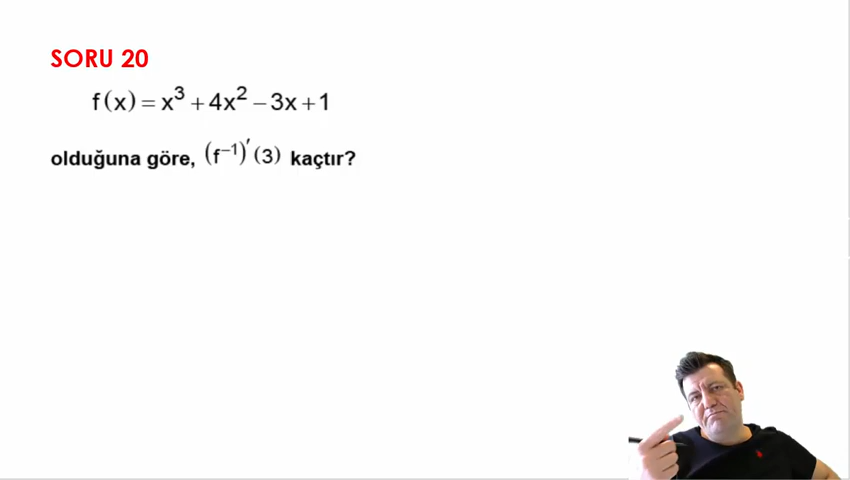 SORU 20
f(x) = x³ + 4x² − 3x + 1
olduğuna göre, (f⁻¹)′(3) kaçtır?